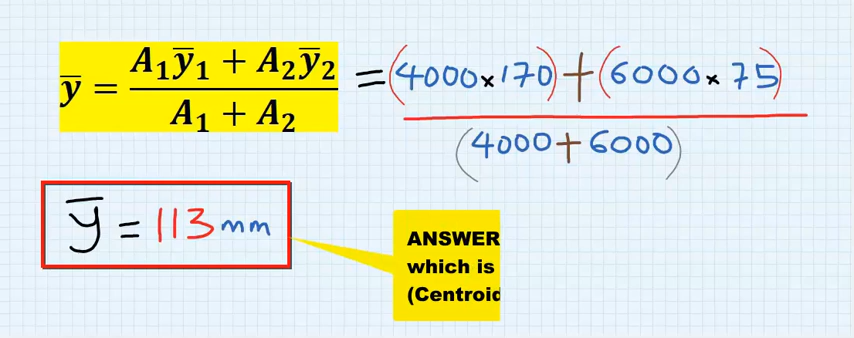 ȳ = (A₁ȳ₁ + A₂ȳ₂) / (A₁ + A₂) = ((4000 × 170) + (6000 × 75)) / (4000 + 6000)
ȳ = 113 mm
ANSWER
which is
(Centroid